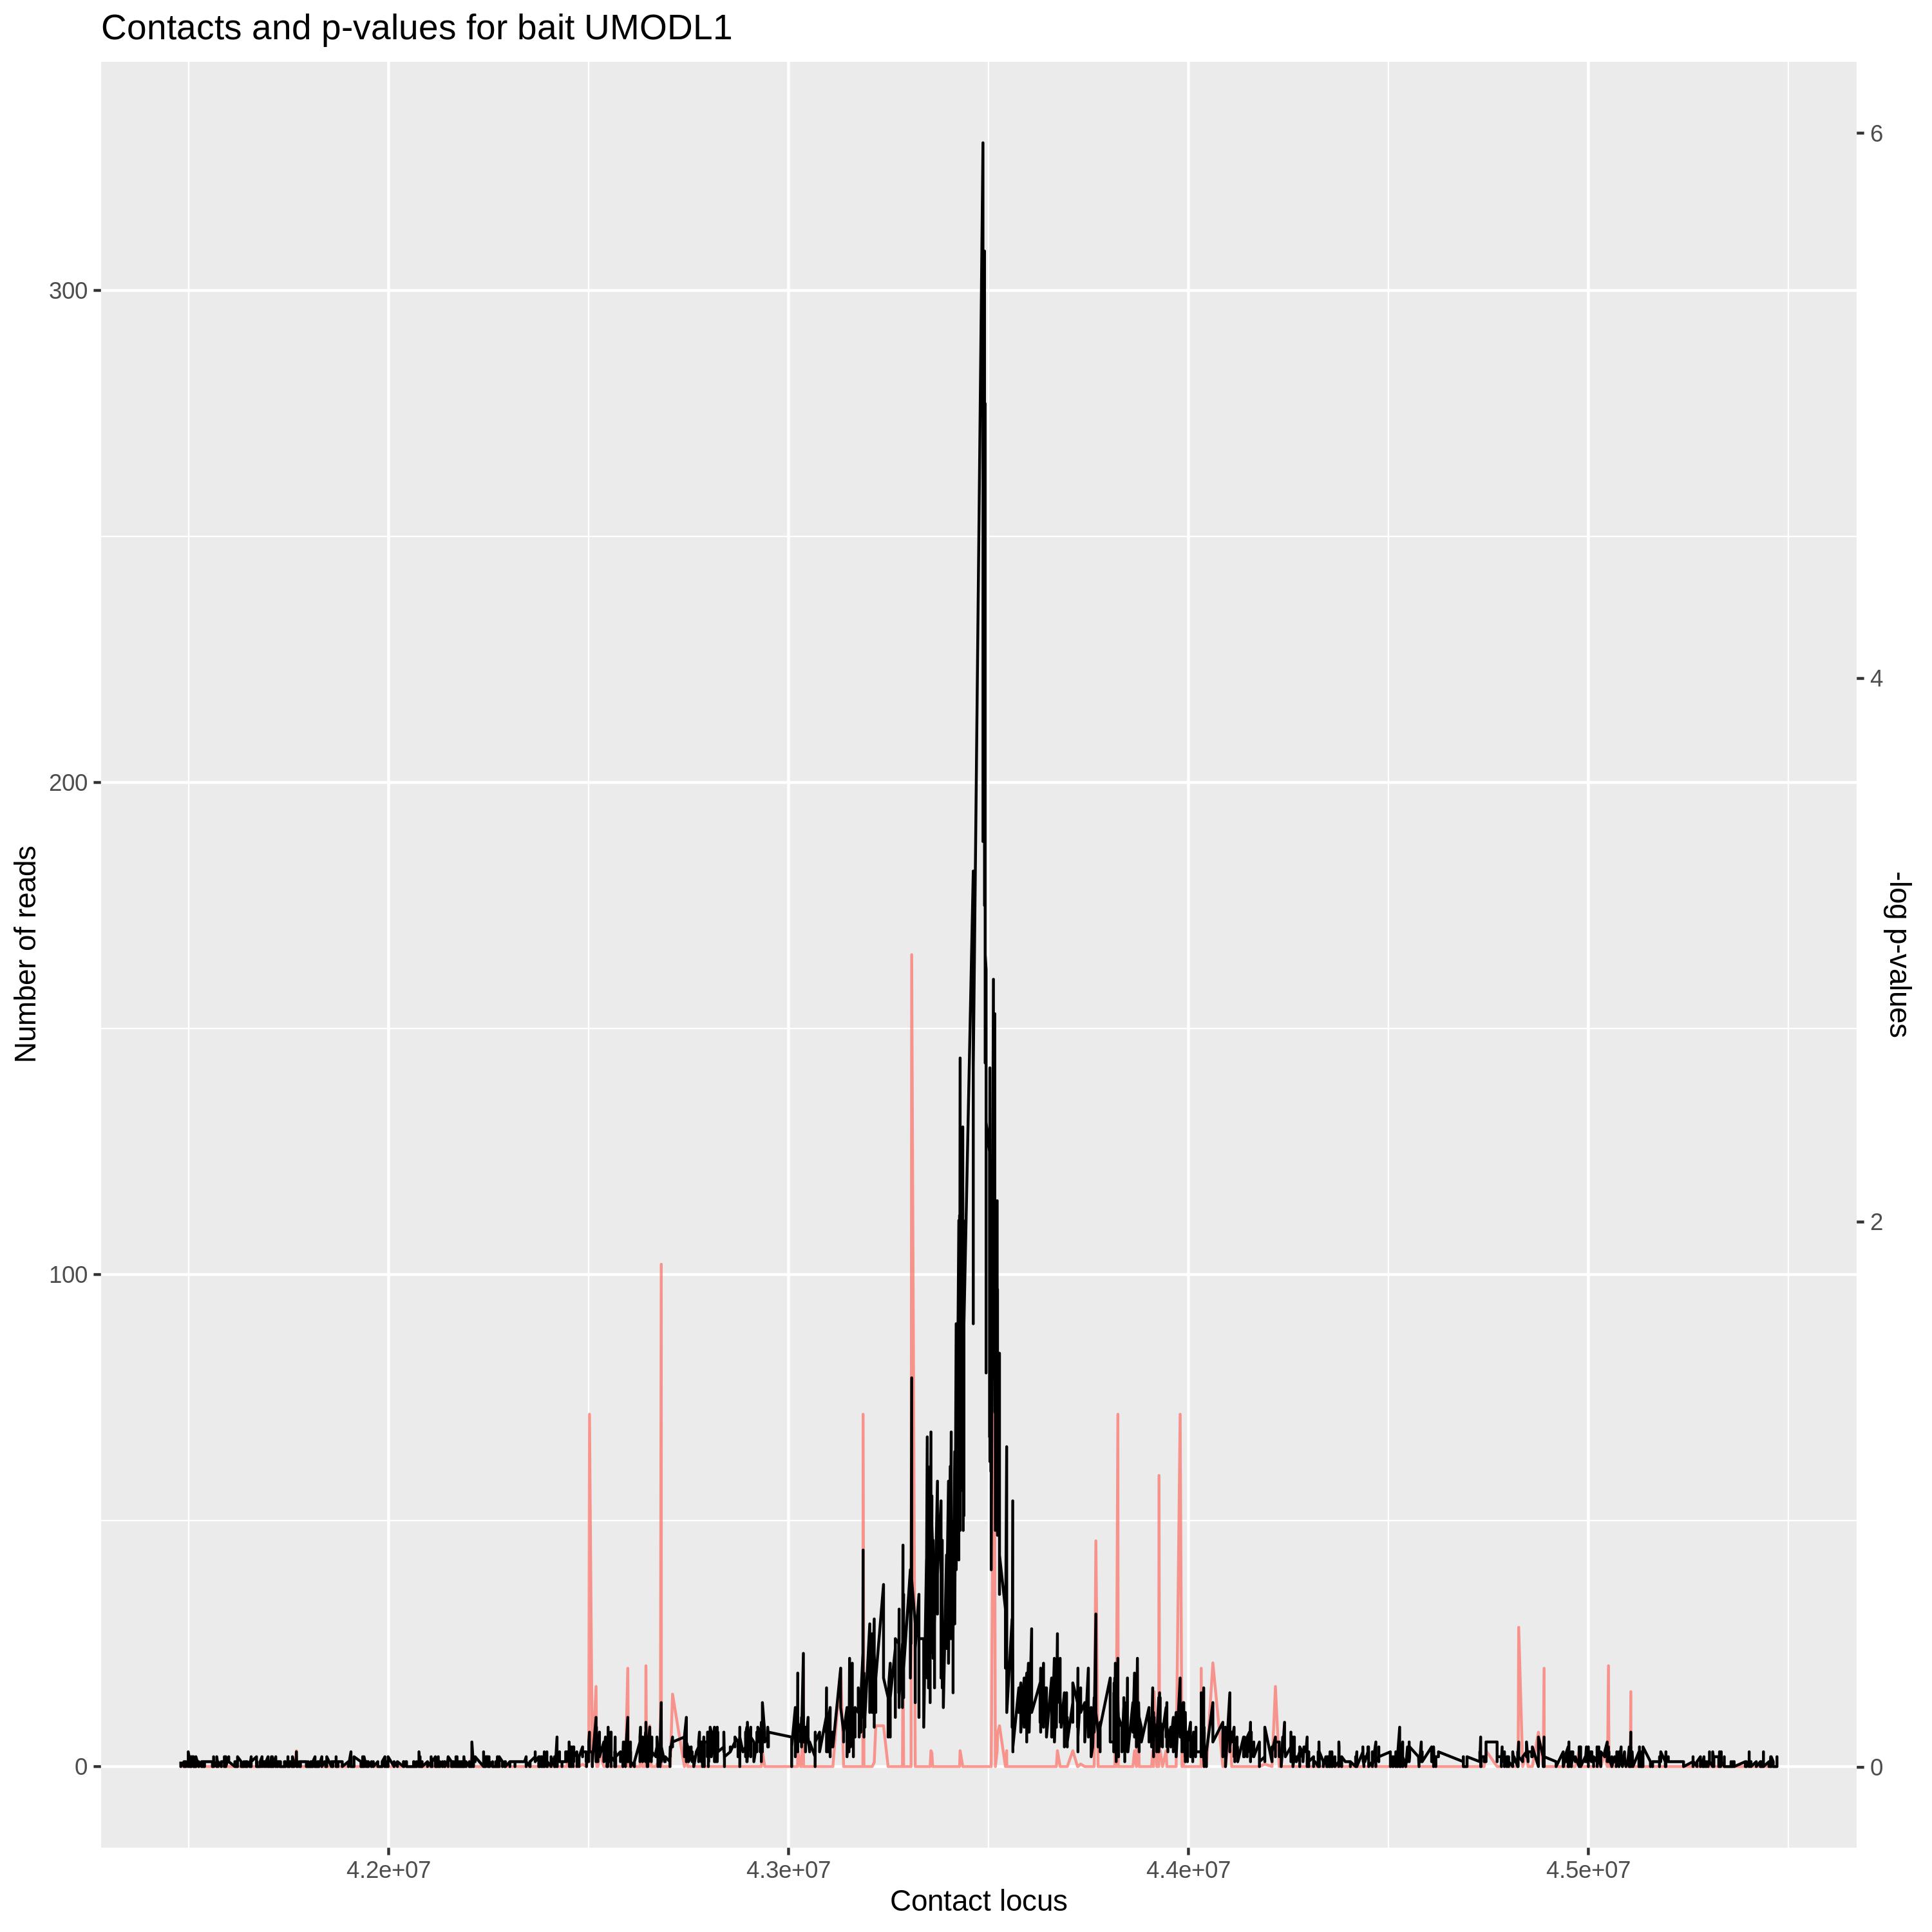 Contacts and p-values for bait UMODL1
Number of reads
300
200
100
0
6
4
2
0
-log p-values
4.2e+07 4.3e+07 4.4e+07 4.5e+07
Contact locus